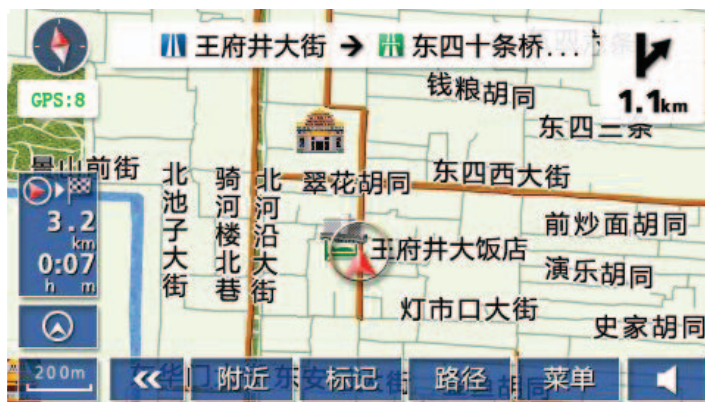 王府井大街 → 东四十条桥...
GPS:8
1.1km
钱粮胡同
东四三条
景山前街
东四西大街
翠花胡同
北池子大街
骑河楼北巷
北河沿大街
3.2
km
0:07
h m
前炒面胡同
王府井大饭店
演乐胡同
灯市口大街
史家胡同
200m
附近
标记
路径
菜单